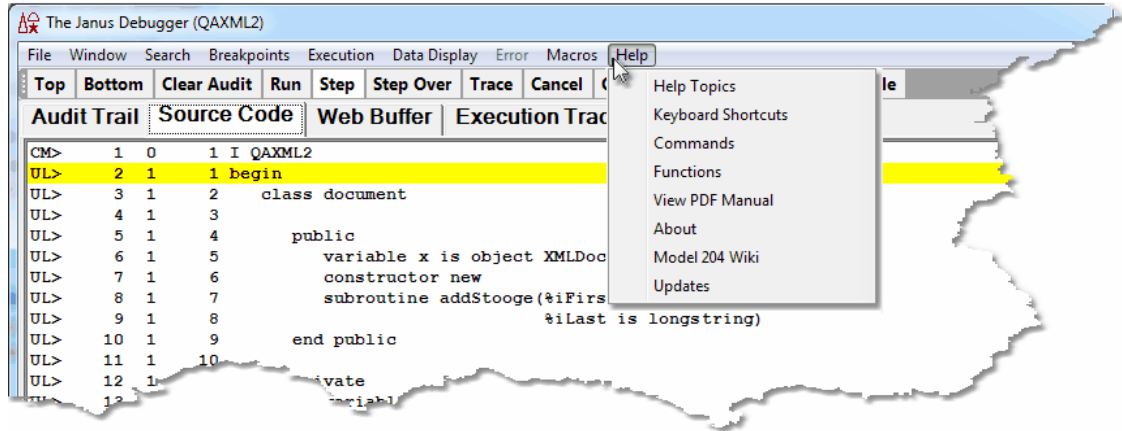 The Janus Debugger (QAXML2)
File Window Search Breakpoints Execution Data Display Error Macros Help
Top Bottom Clear Audit Run Step Step Over Trace Cancel
Audit Trail Source Code Web Buffer Execution Trac
Help Topics
Keyboard Shortcuts
Commands
Functions
View PDF Manual
About
Model 204 Wiki
Updates
CM> 1 0 1 I QAXML2
UL> 2 1 1 begin
UL> 3 1 2 class document
UL> 4 1 3
UL> 5 1 4 public
UL> 6 1 5 variable x is object XMLDoc
UL> 7 1 6 constructor new
UL> 8 1 7 subroutine addStooge(%iFirs
UL> 9 1 8 %iLast is longstring)
UL> 10 1 9 end public
UL> 11 1 10
UL> 12 1 ivate
UL> 13